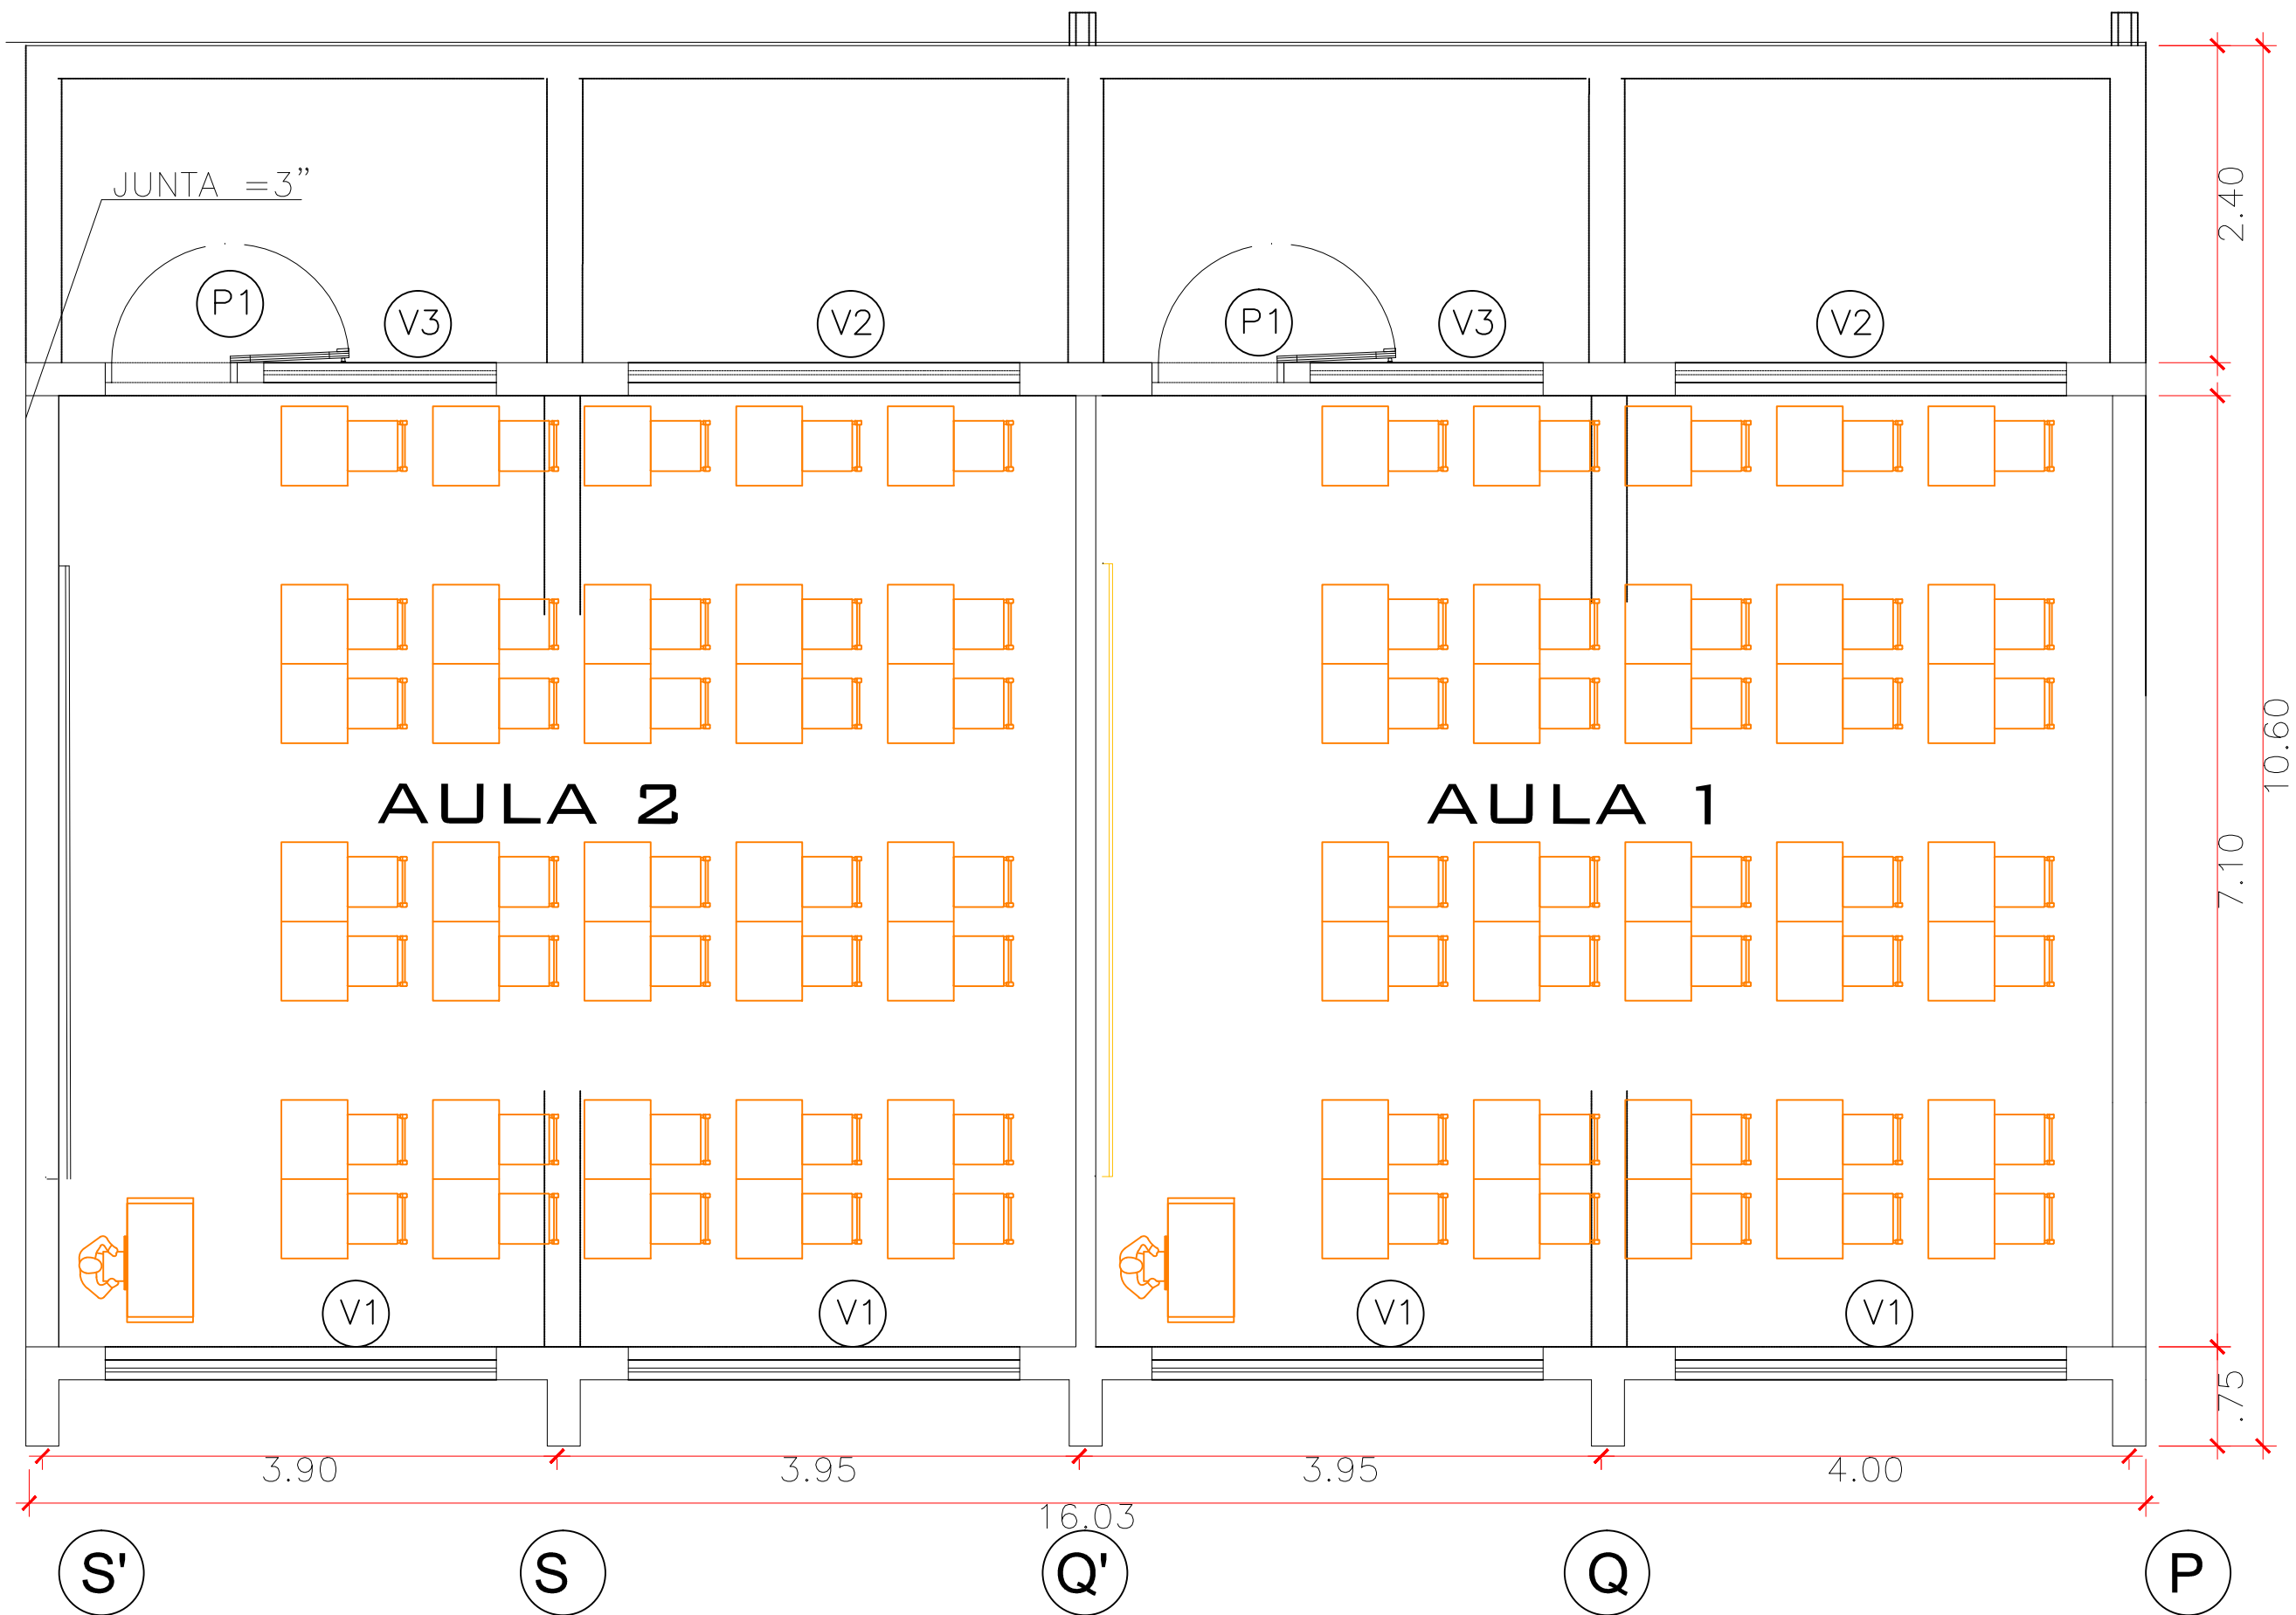 JUNTA =3”
P1
V3
V2
P1
V3
V2
2.40
AULA 2
AULA 1
7.10
10.60
V1
V1
V1
V1
.75
3.90
3.95
3.95
4.00
16.03
S'
S
Q'
Q
P